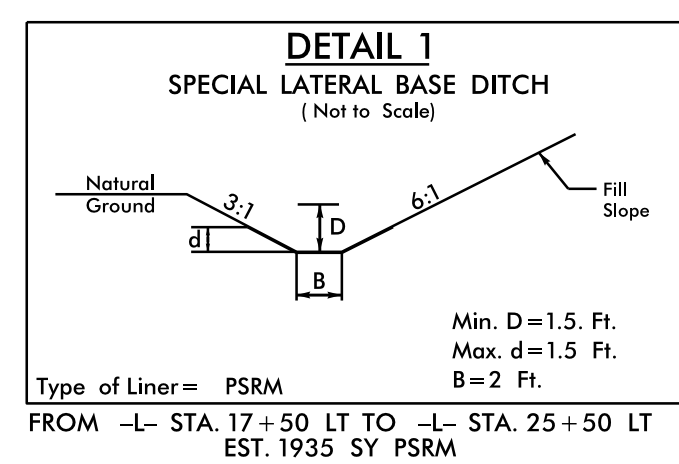 DETAIL 1
SPECIAL LATERAL BASE DITCH
( Not to Scale)
Natural
Ground
3:1
6:1
Fill
Slope
D
d
B
Min. D=1.5. Ft.
Max. d=1.5 Ft.
B=2 Ft.
Type of Liner= PSRM
FROM -L- STA. 17+50 LT TO -L- STA. 25+50 LT
EST. 1935 SY PSRM